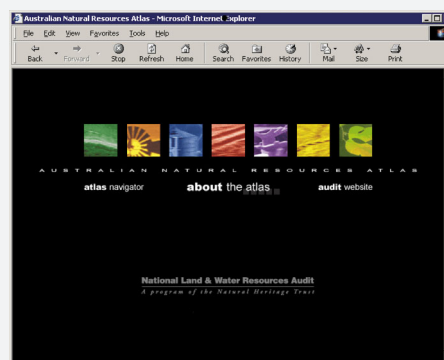 Australian Natural Resources Atlas - Microsoft Internet Explorer
File Edit View Favorites Tools Help
Back Forward Stop Refresh Home Search Favorites History Mail Size Print
AUSTRALIAN NATURAL RESOURCES ATLAS
atlas navigator about the atlas audit website
National Land & Water Resources Audit
A program of the Natural Heritage Trust